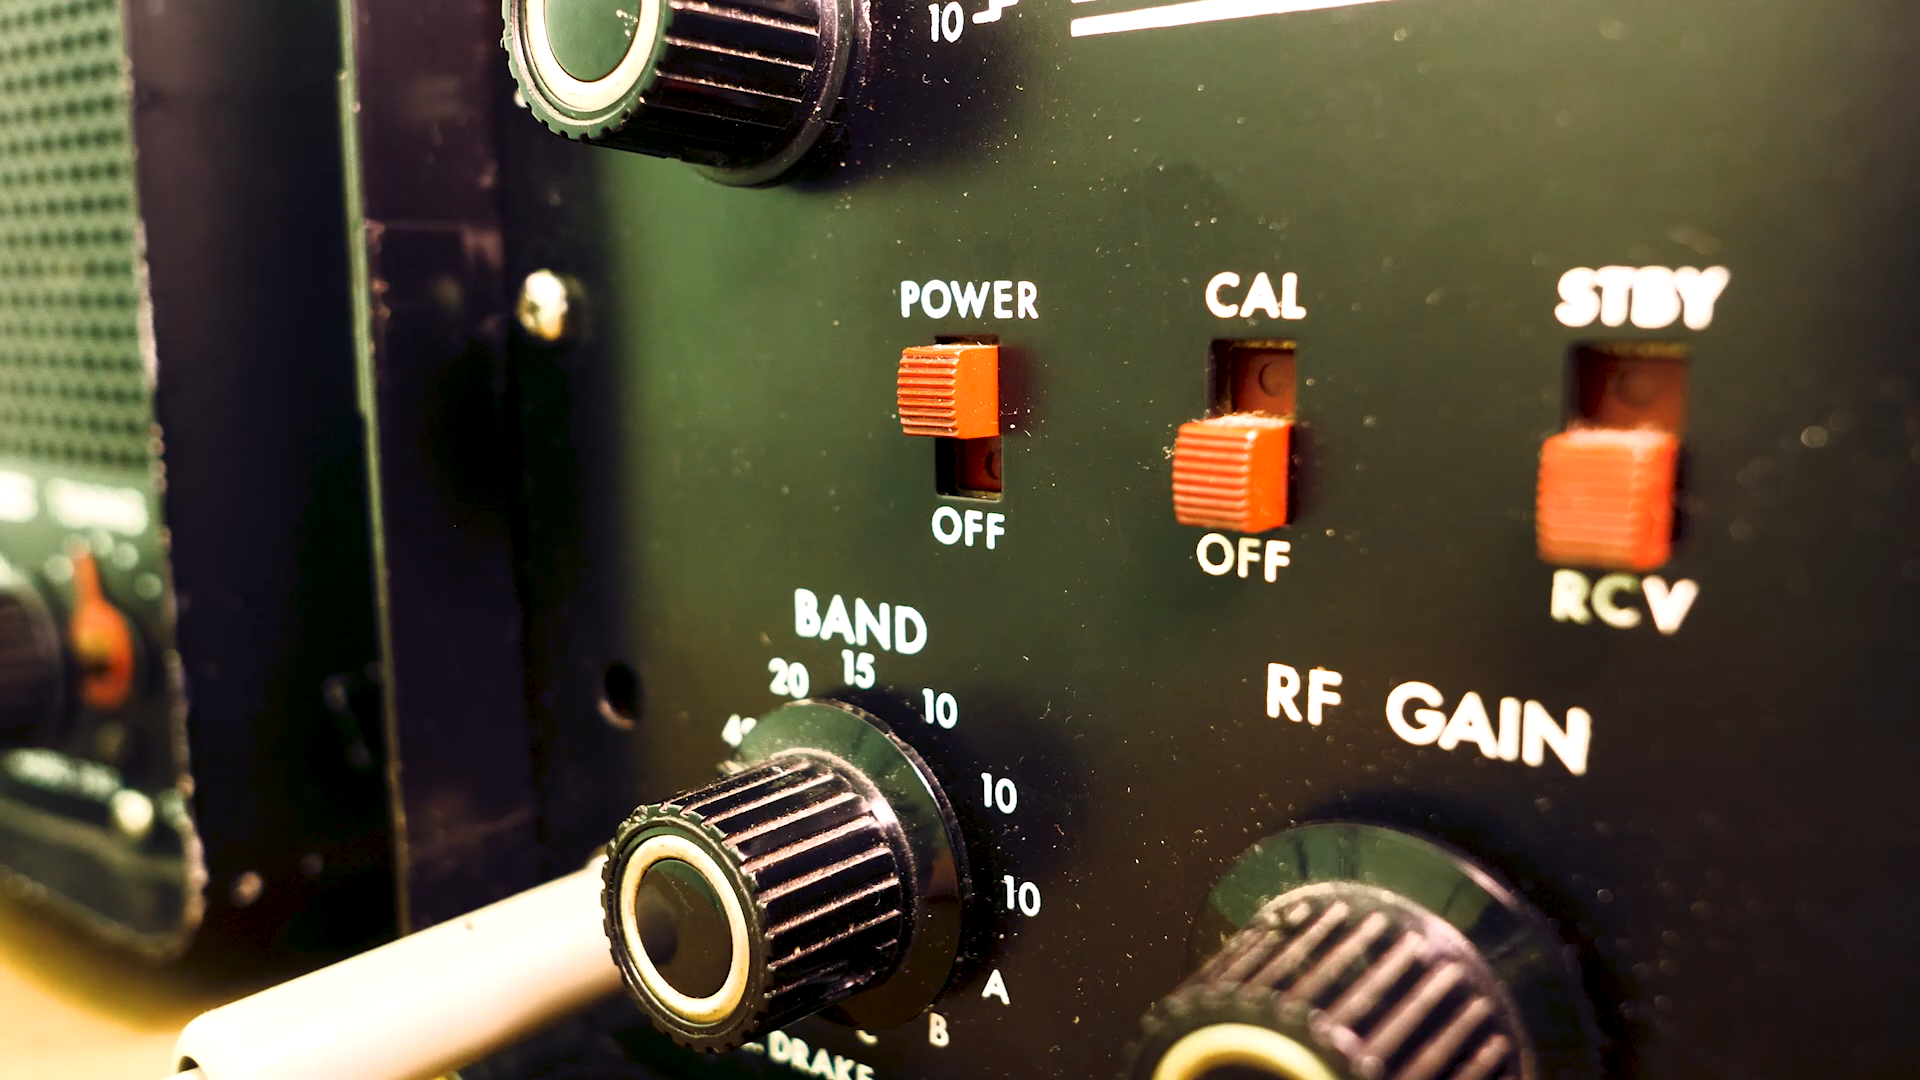 10
POWER
CAL
STBY
OFF
OFF
RCV
BAND
20
15
10
10
10
A
B
C
RF GAIN
DRAKE